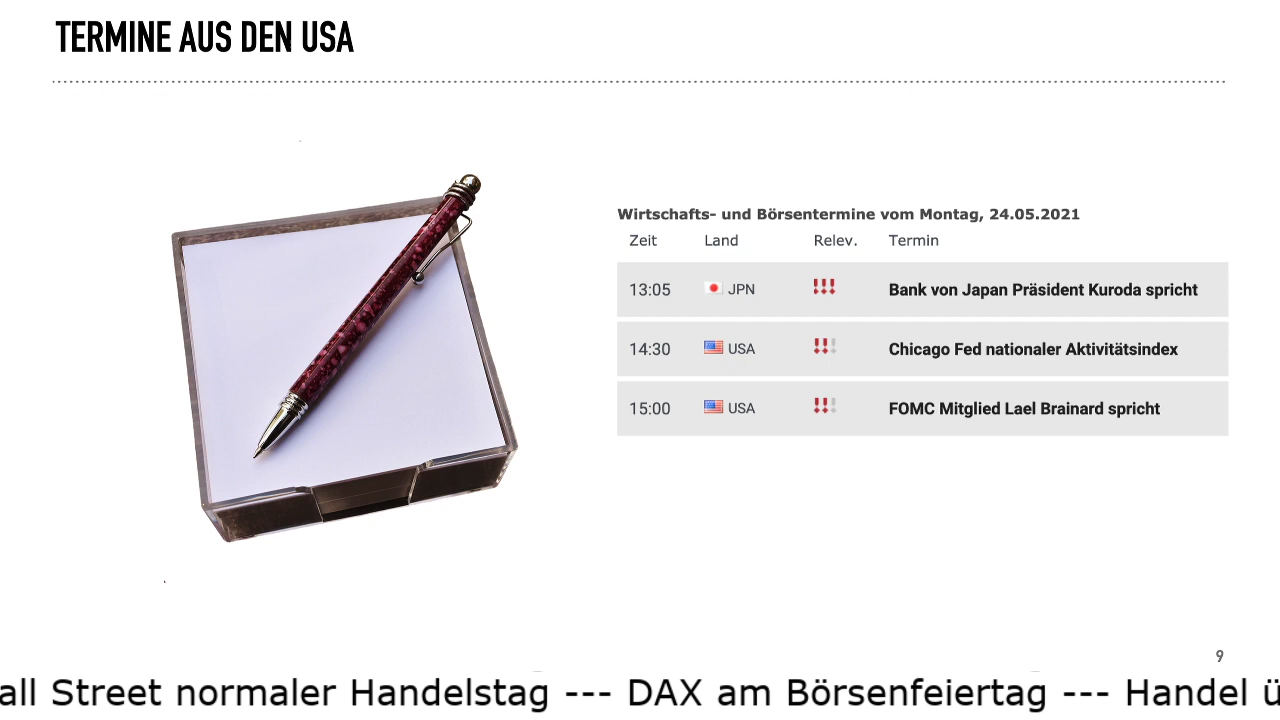 TERMINE AUS DEN USA
Wirtschafts- und Börsentermine vom Montag, 24.05.2021
Zeit Land Relev. Termin
13:05 JPN Bank von Japan Präsident Kuroda spricht
14:30 USA Chicago Fed nationaler Aktivitätsindex
15:00 USA FOMC Mitglied Lael Brainard spricht
9
all Street normaler Handelstag --- DAX am Börsenfeiertag --- Handel ü